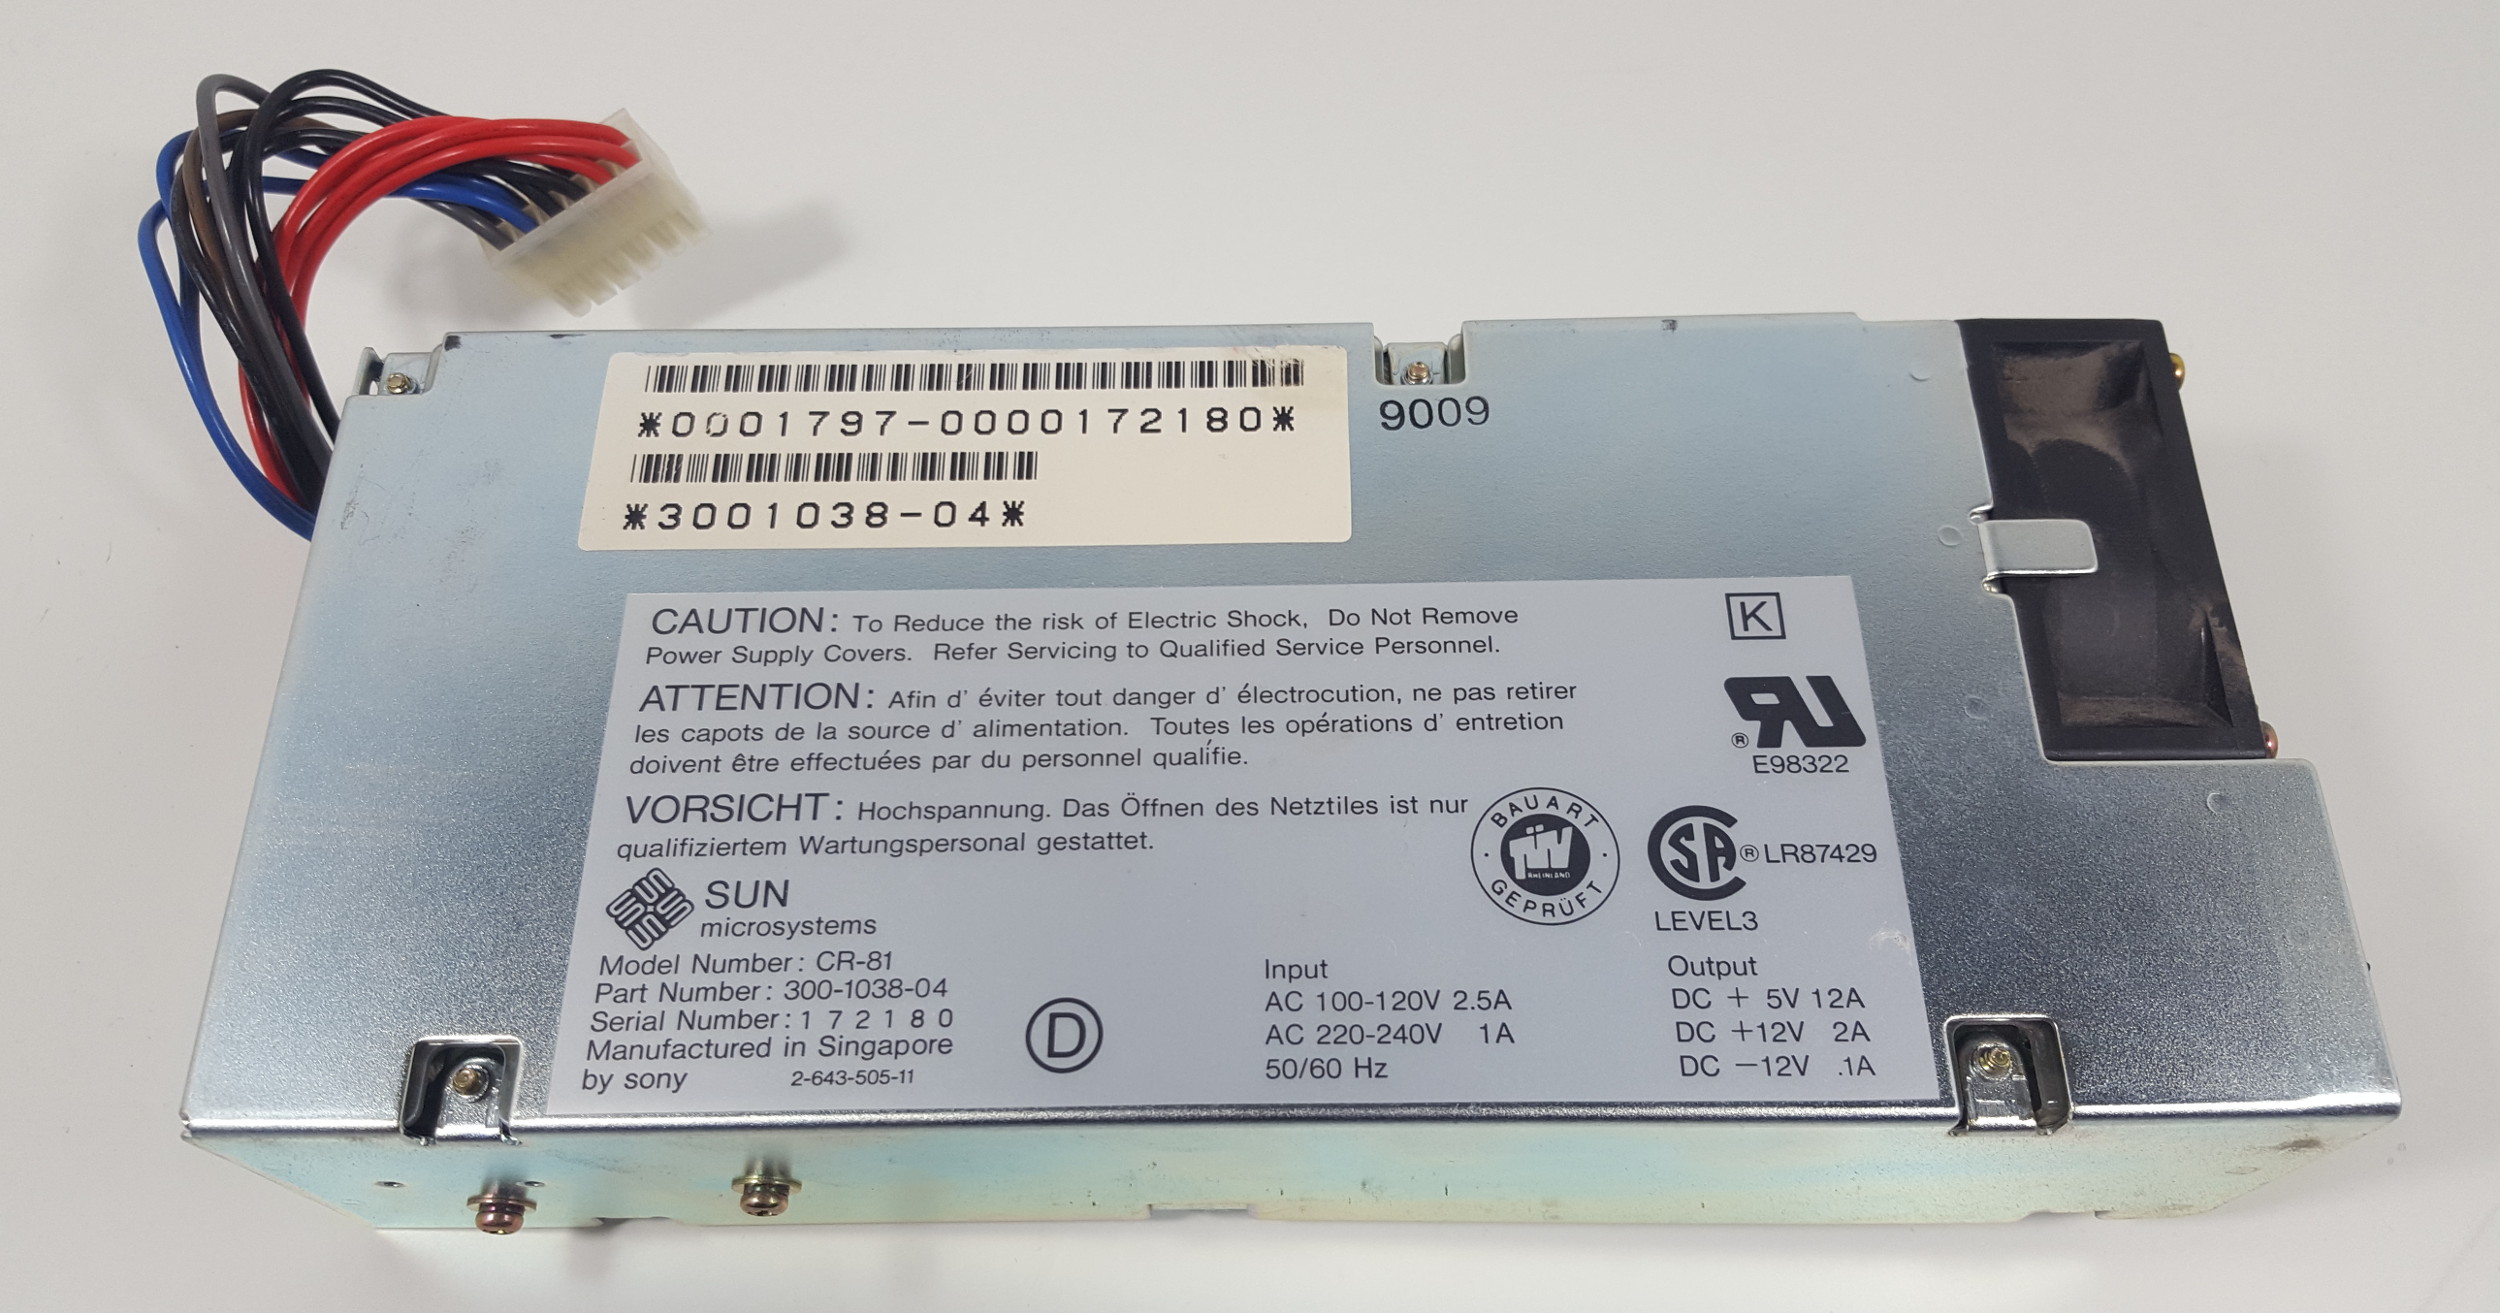 *0001797-0000172180*
9009
*3001038-04*
CAUTION: To Reduce the risk of Electric Shock, Do Not Remove
Power Supply Covers. Refer Servicing to Qualified Service Personnel.
K
ATTENTION: Afin d' éviter tout danger d' électrocution, ne pas retirer
les capots de la source d' alimentation. Toutes les opérations d' entretion
doivent être effectuées par du personnel qualifie.
RU
®
E98322
VORSICHT: Hochspannung. Das Öffnen des Netztiles ist nur
qualifiziertem Wartungspersonal gestattet.
BAUART
TÜV
RHEINLAND
GEPRÜFT
SA ® LR87429
LEVEL3
SUN
microsystems
Model Number: CR-81
Part Number: 300-1038-04
Serial Number: 1 7 2 1 8 0
Manufactured in Singapore
by sony 2-643-505-11
D
Input
AC 100-120V 2.5A
AC 220-240V 1A
50/60 Hz
Output
DC + 5V 12A
DC +12V 2A
DC −12V .1A